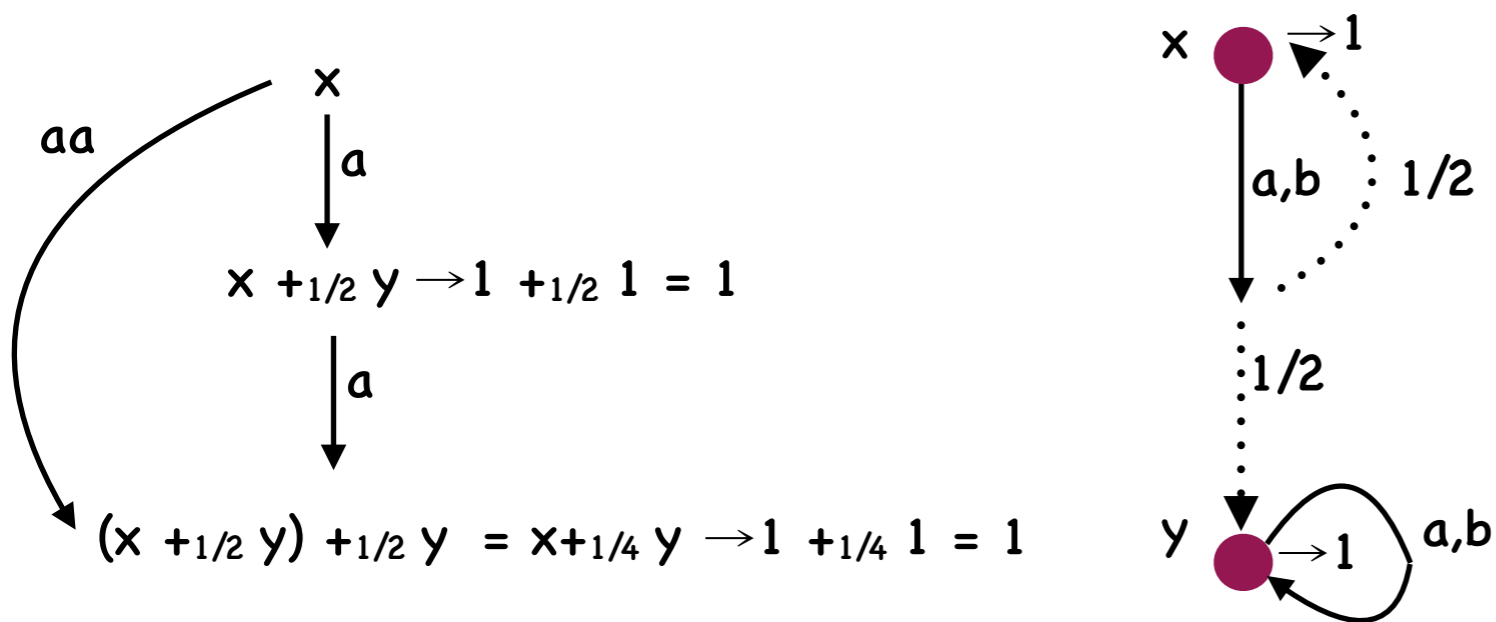 x
aa
a
x +1/2 y → 1 +1/2 1 = 1
a
(x +1/2 y) +1/2 y = x+1/4 y → 1 +1/4 1 = 1
x → 1
a,b
1/2
1/2
y → 1
a,b